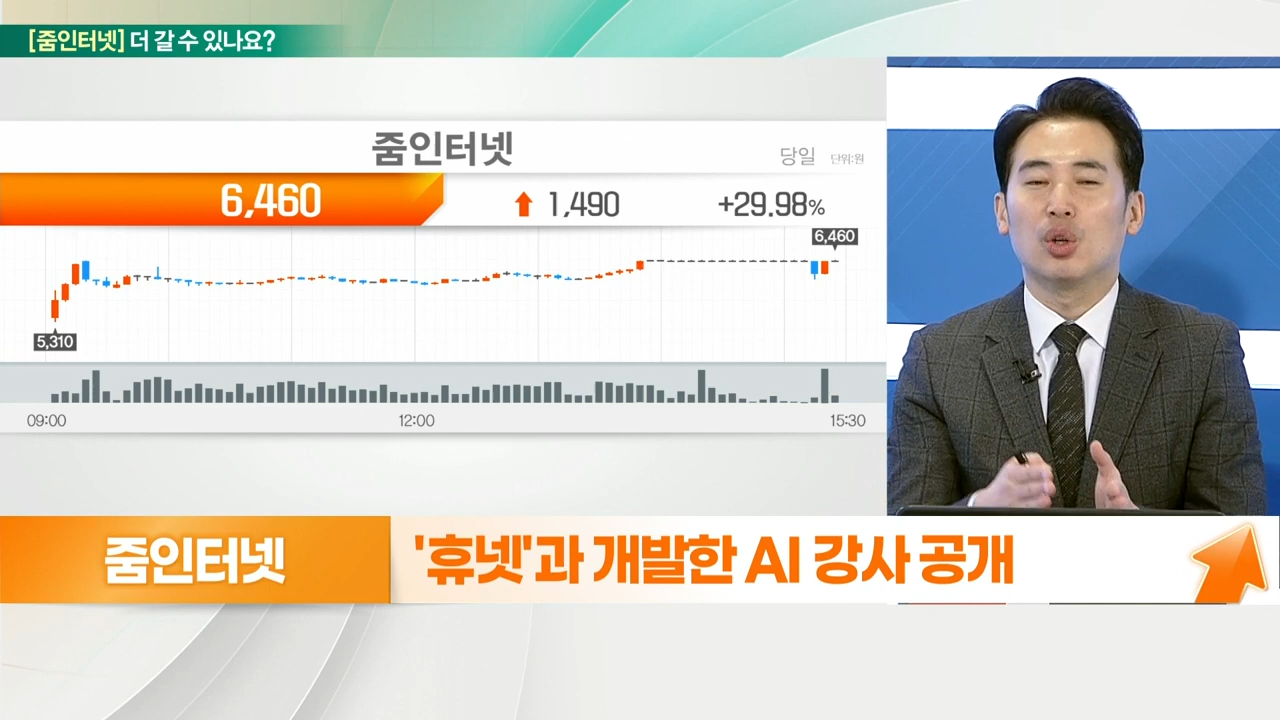 [줌인터넷] 더 갈 수 있나요?
줌인터넷
당일 단위:원
6,460 1,490 +29.98%
6,460
5,310
09:00 12:00 15:30
줌인터넷 '휴넷'과 개발한 AI 강사 공개